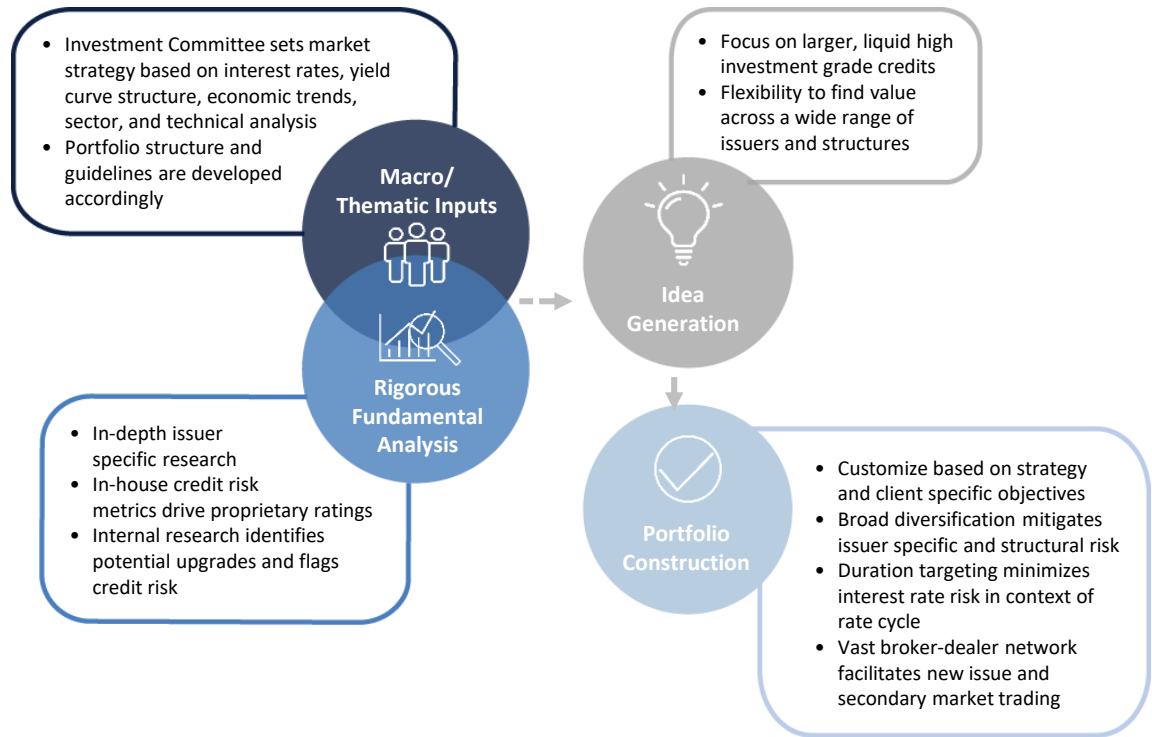 • Investment Committee sets market
strategy based on interest rates, yield
curve structure, economic trends,
sector, and technical analysis
• Portfolio structure and
guidelines are developed
accordingly
Macro/
Thematic Inputs
Rigorous
Fundamental
Analysis
• In-depth issuer
specific research
• In-house credit risk
metrics drive proprietary ratings
• Internal research identifies
potential upgrades and flags
credit risk
• Focus on larger, liquid high
investment grade credits
• Flexibility to find value
across a wide range of
issuers and structures
Idea
Generation
Portfolio
Construction
• Customize based on strategy
and client specific objectives
• Broad diversification mitigates
issuer specific and structural risk
• Duration targeting minimizes
interest rate risk in context of
rate cycle
• Vast broker-dealer network
facilitates new issue and
secondary market trading